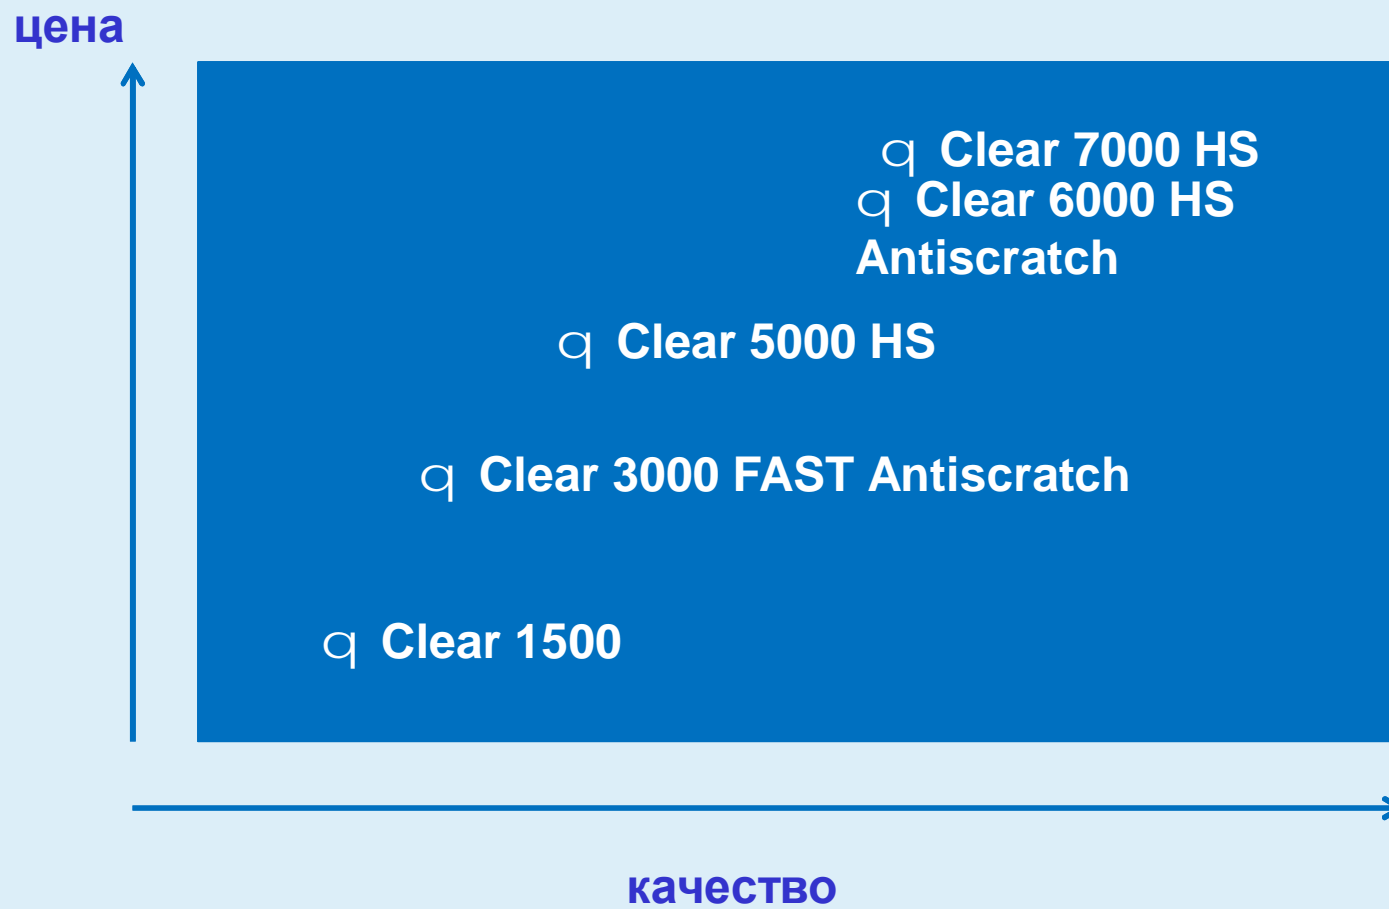 цена
q Clear 7000 HS
q Clear 6000 HS
Antiscratch
q Clear 5000 HS
q Clear 3000 FAST Antiscratch
q Clear 1500
качество